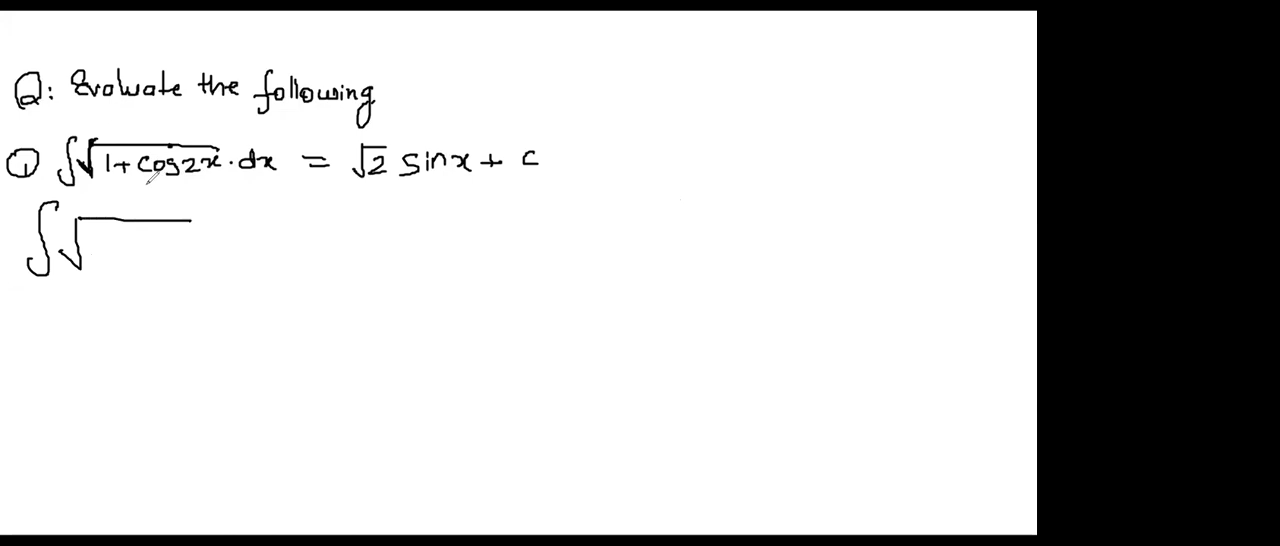 Q: Evaluate the following
① ∫√(1+cos2x)·dx = √2 sinx + c
∫√